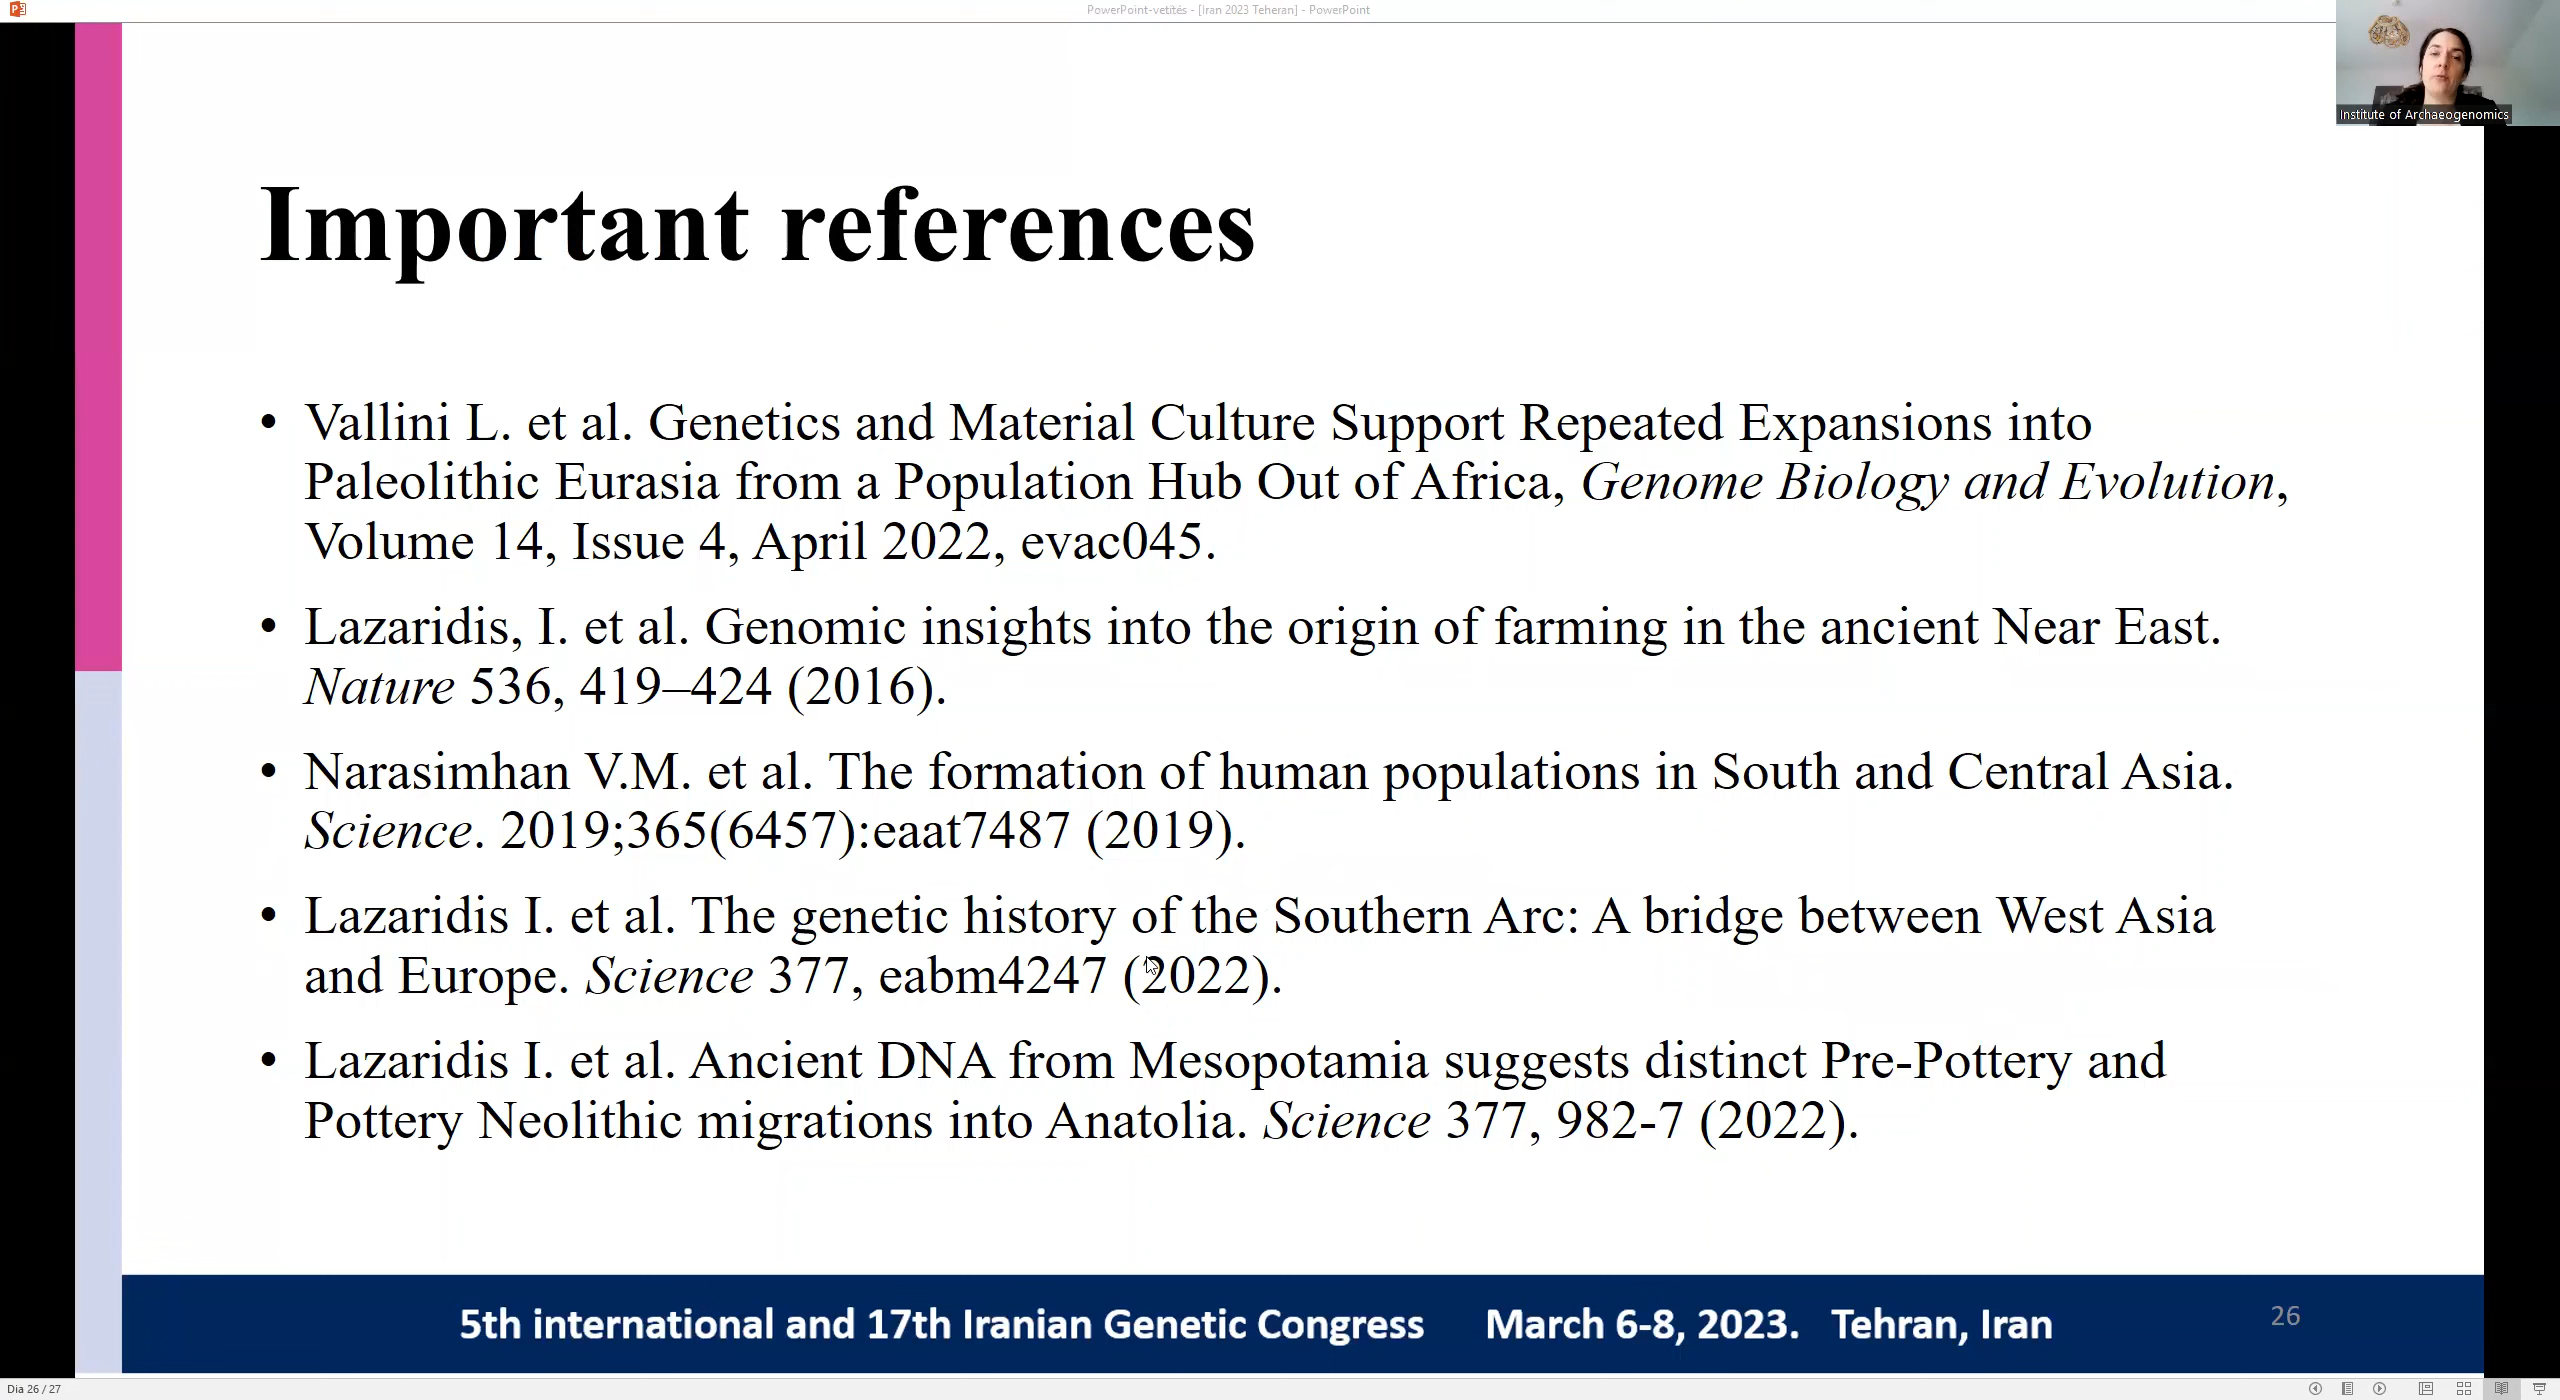 PowerPoint-vetítés - [Iran 2023 Teheran] - PowerPoint
Institute of Archaeogenomics
Important references
• Vallini L. et al. Genetics and Material Culture Support Repeated Expansions into
Paleolithic Eurasia from a Population Hub Out of Africa, Genome Biology and Evolution,
Volume 14, Issue 4, April 2022, evac045.
• Lazaridis, I. et al. Genomic insights into the origin of farming in the ancient Near East.
Nature 536, 419–424 (2016).
• Narasimhan V.M. et al. The formation of human populations in South and Central Asia.
Science. 2019;365(6457):eaat7487 (2019).
• Lazaridis I. et al. The genetic history of the Southern Arc: A bridge between West Asia
and Europe. Science 377, eabm4247 (2022).
• Lazaridis I. et al. Ancient DNA from Mesopotamia suggests distinct Pre-Pottery and
Pottery Neolithic migrations into Anatolia. Science 377, 982-7 (2022).
5th international and 17th Iranian Genetic Congress March 6-8, 2023. Tehran, Iran
26
Dia 26 / 27